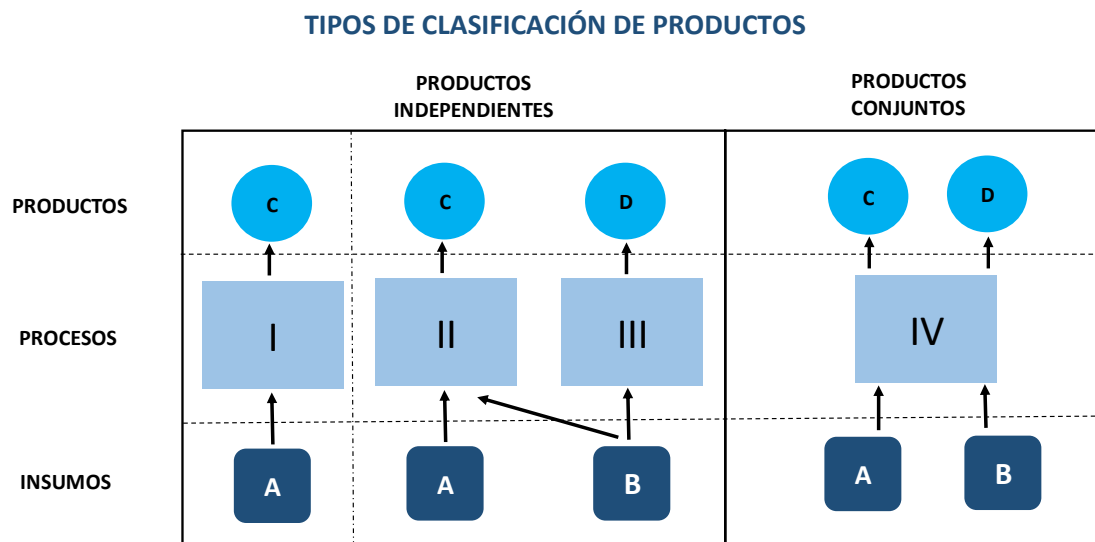 TIPOS DE CLASIFICACIÓN DE PRODUCTOS
PRODUCTOS
INDEPENDIENTES
PRODUCTOS
CONJUNTOS
PRODUCTOS
C
C
D
C
D
PROCESOS
I
II
III
IV
INSUMOS
A
A
B
A
B